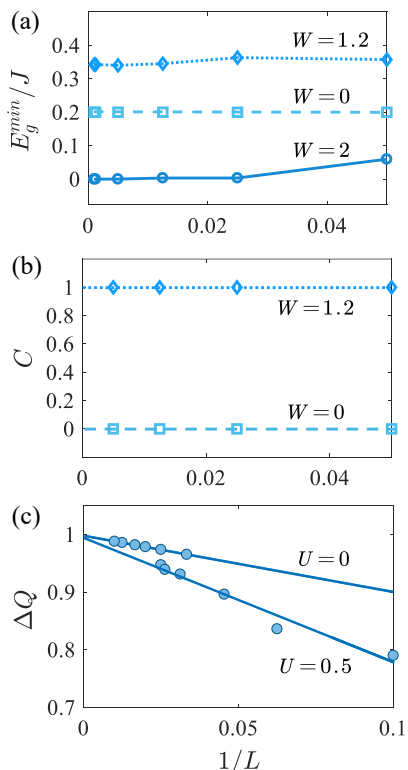 (a)
0.4
0.3
0.2
0.1
0
E_g^{min}/J
W = 1.2
W = 0
W = 2
0 0.02 0.04
(b)
1
0.8
0.6
0.4
0.2
0
C
W = 1.2
W = 0
0 0.02 0.04
(c)
1
0.9
0.8
0.7
ΔQ
U = 0
U = 0.5
0 0.05 0.1
1/L